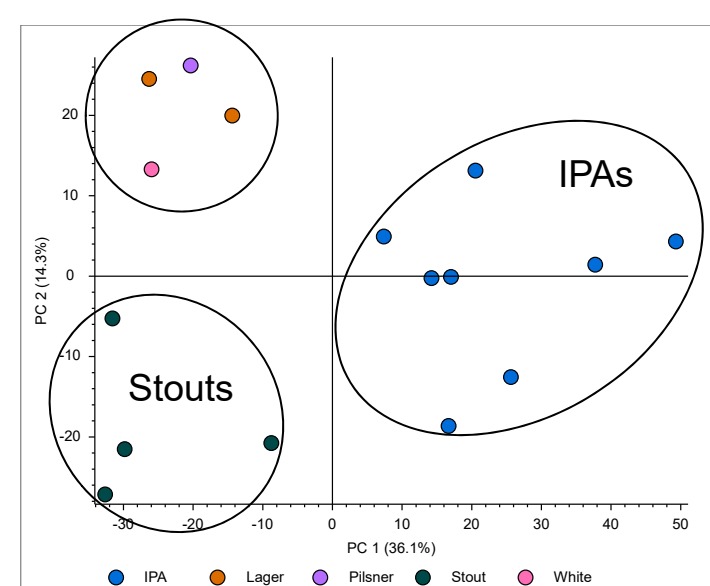 IPAs
Stouts
PC 2 (14.3%)
20
10
0
-10
-20
-30 -20 -10 0 10 20 30 40 50
PC 1 (36.1%)
IPA Lager Pilsner Stout White